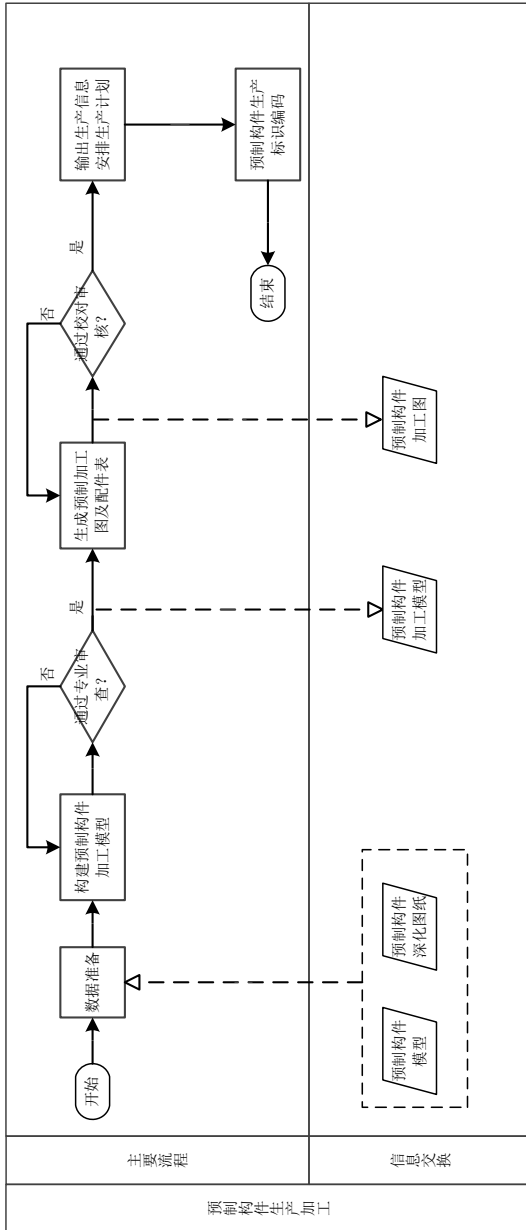 预制构件生产加工
主要流程
信息交换
开始
数据准备
构建预制构件
加工模型
通过专业审
查?
否
是
生成预制加工
图及配件表
通过校对审
核?
否
是
输出生产信息
安排生产计划
预制构件生产
标识编码
结束
预制构件
模型
预制构件
深化图纸
预制构件
加工模型
预制构件
加工图